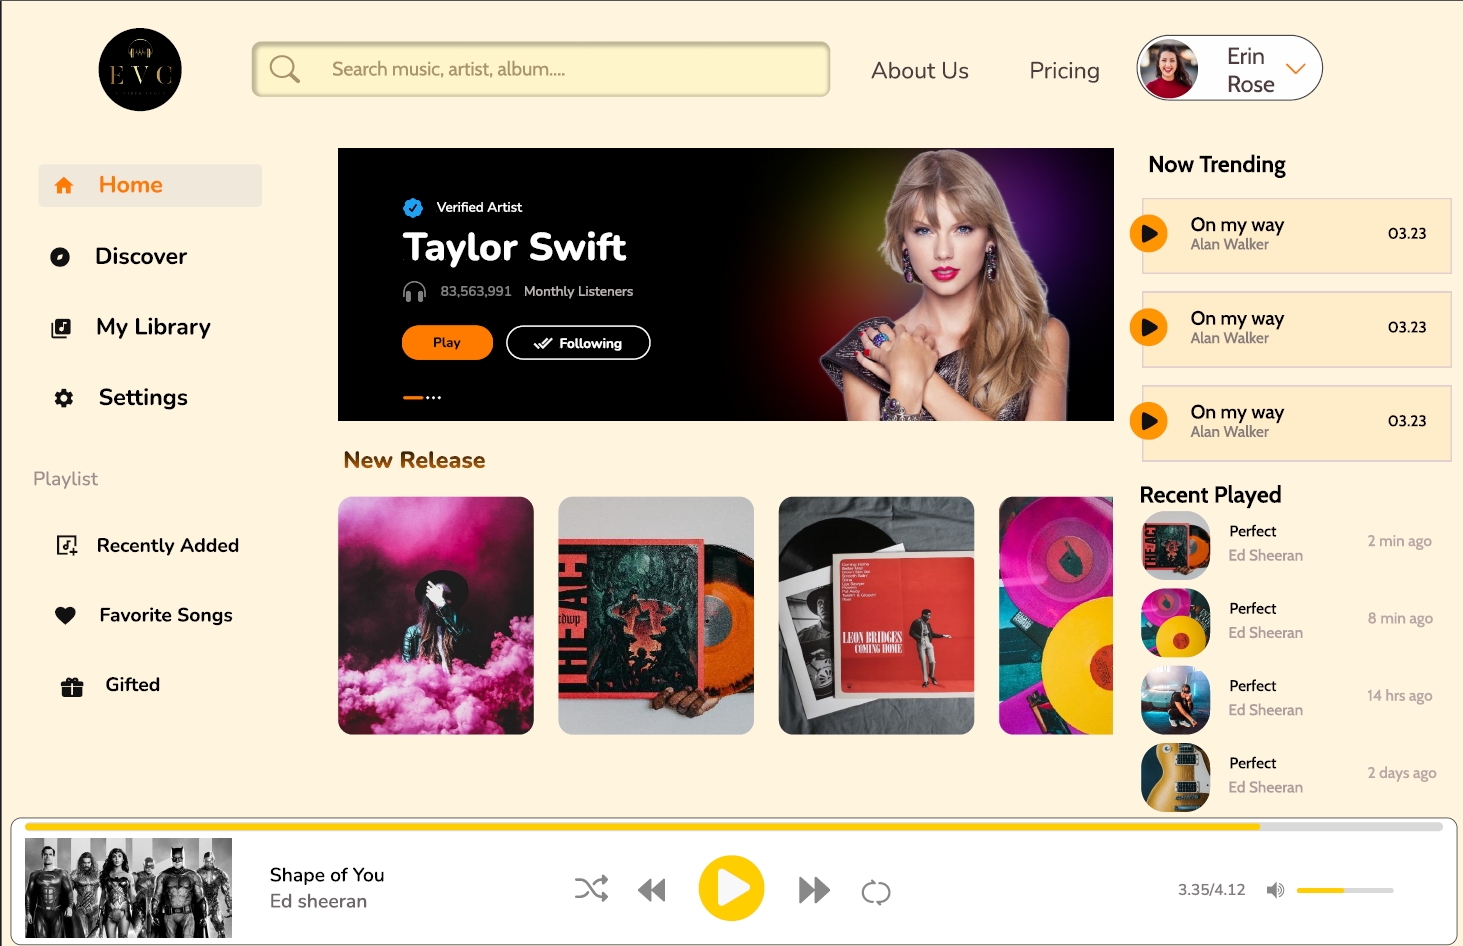 EVC
Search music, artist, album....
About Us
Pricing
Erin
Rose
Home
Discover
My Library
Settings
Playlist
Recently Added
Favorite Songs
Gifted
Verified Artist
Taylor Swift
83,563,991 Monthly Listeners
Play
Following
New Release
THE ACT
tdwp
LEON BRIDGES
COMING HOME
Now Trending
On my way
Alan Walker
03.23
On my way
Alan Walker
03.23
On my way
Alan Walker
03.23
Recent Played
Perfect
Ed Sheeran
2 min ago
Perfect
Ed Sheeran
8 min ago
Perfect
Ed Sheeran
14 hrs ago
Perfect
Ed Sheeran
2 days ago
Shape of You
Ed sheeran
3.35/4.12